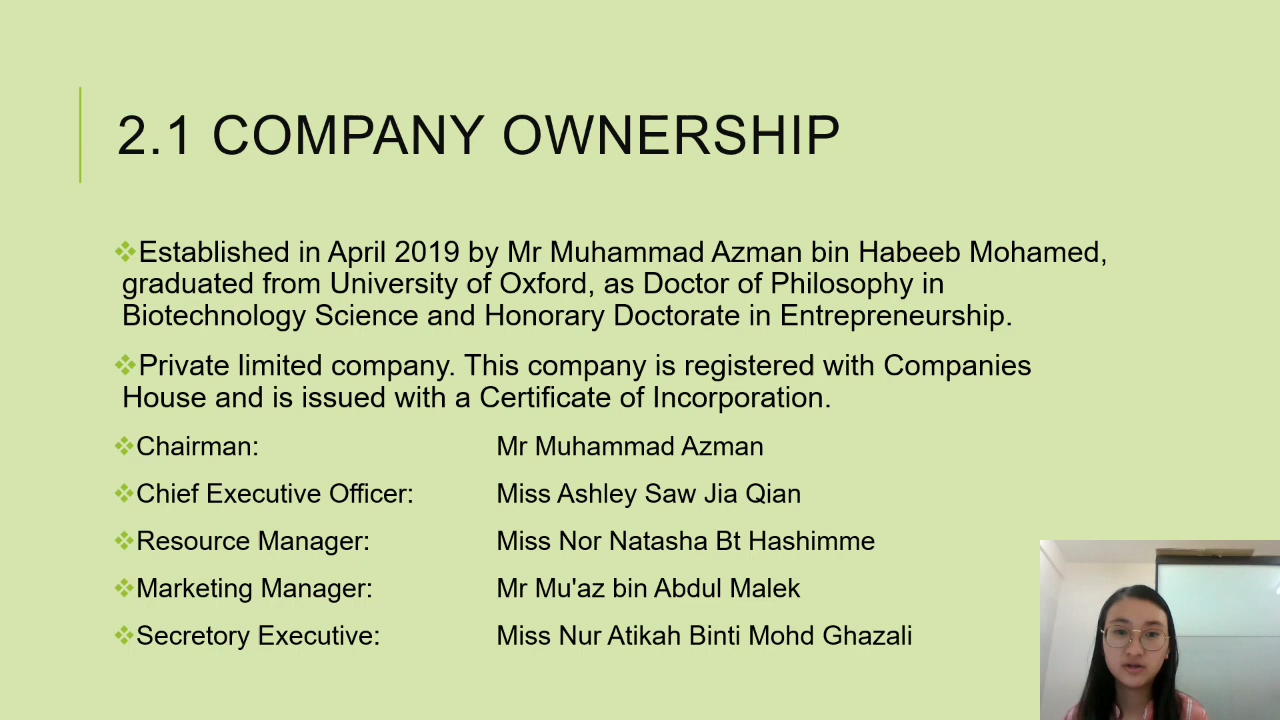 2.1 COMPANY OWNERSHIP
Established in April 2019 by Mr Muhammad Azman bin Habeeb Mohamed,
graduated from University of Oxford, as Doctor of Philosophy in
Biotechnology Science and Honorary Doctorate in Entrepreneurship.
Private limited company. This company is registered with Companies
House and is issued with a Certificate of Incorporation.
Chairman: Mr Muhammad Azman
Chief Executive Officer: Miss Ashley Saw Jia Qian
Resource Manager: Miss Nor Natasha Bt Hashimme
Marketing Manager: Mr Mu'az bin Abdul Malek
Secretory Executive: Miss Nur Atikah Binti Mohd Ghazali